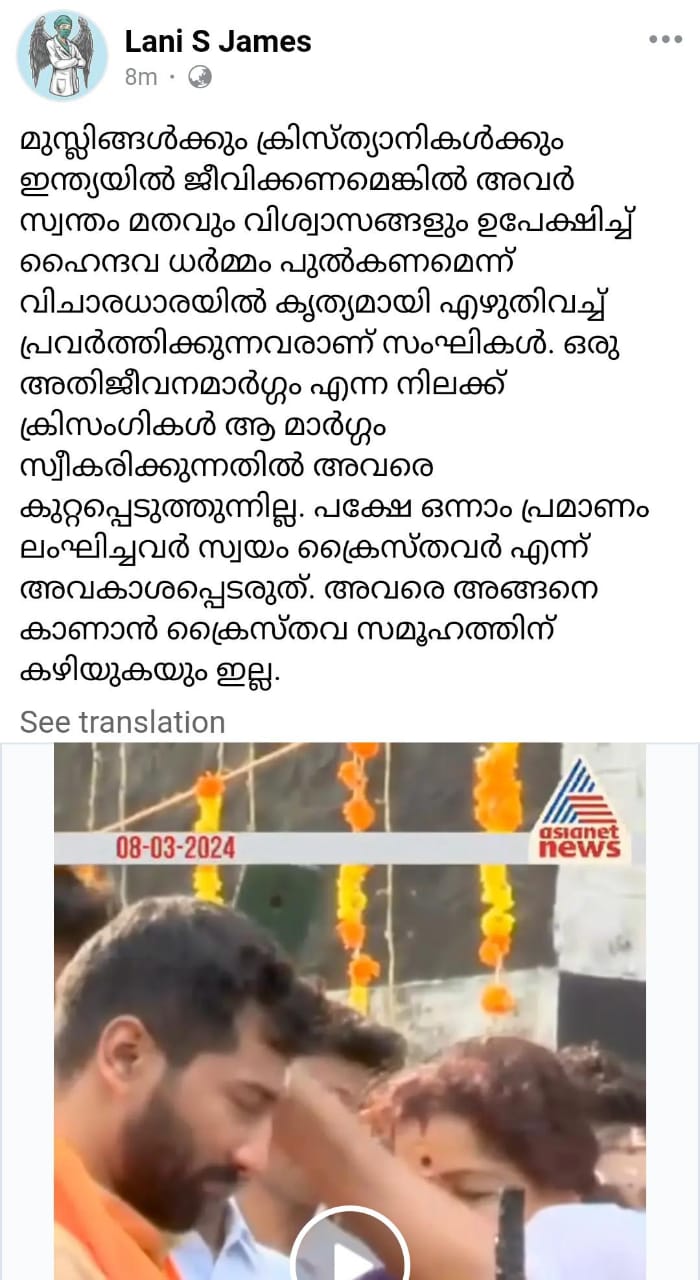 Lani S James
8m ·
മുസ്ലിങ്ങൾക്കും ക്രിസ്ത്യാനികൾക്കും
ഇന്ത്യയിൽ ജീവിക്കണമെങ്കിൽ അവർ
സ്വന്തം മതവും വിശ്വാസങ്ങളും ഉപേക്ഷിച്ച്
ഹൈന്ദവ ധർമ്മം പുൽകണമെന്ന്
വിചാരധാരയിൽ കൃത്യമായി എഴുതിവച്ച്
പ്രവർത്തിക്കുന്നവരാണ് സംഘികൾ. ഒരു
അതിജീവനമാർഗ്ഗം എന്ന നിലക്ക്
ക്രിസംഗികൾ ആ മാർഗ്ഗം
സ്വീകരിക്കുന്നതിൽ അവരെ
കുറ്റപ്പെടുത്തുന്നില്ല. പക്ഷേ ഒന്നാം പ്രമാണം
ലംഘിച്ചവർ സ്വയം ക്രൈസ്തവർ എന്ന്
അവകാശപ്പെടരുത്. അവരെ അങ്ങനെ
കാണാൻ ക്രൈസ്തവ സമൂഹത്തിന്
കഴിയുകയും ഇല്ല.
See translation
08-03-2024
asianet
news